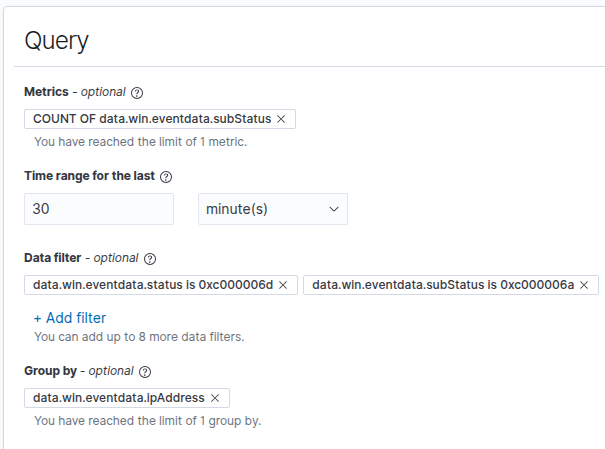 Query
Metrics - optional
COUNT OF data.win.eventdata.subStatus ×
You have reached the limit of 1 metric.
Time range for the last
30 minute(s)
Data filter - optional
data.win.eventdata.status is 0xc000006d × data.win.eventdata.subStatus is 0xc000006a ×
+ Add filter
You can add up to 8 more data filters.
Group by - optional
data.win.eventdata.ipAddress ×
You have reached the limit of 1 group by.